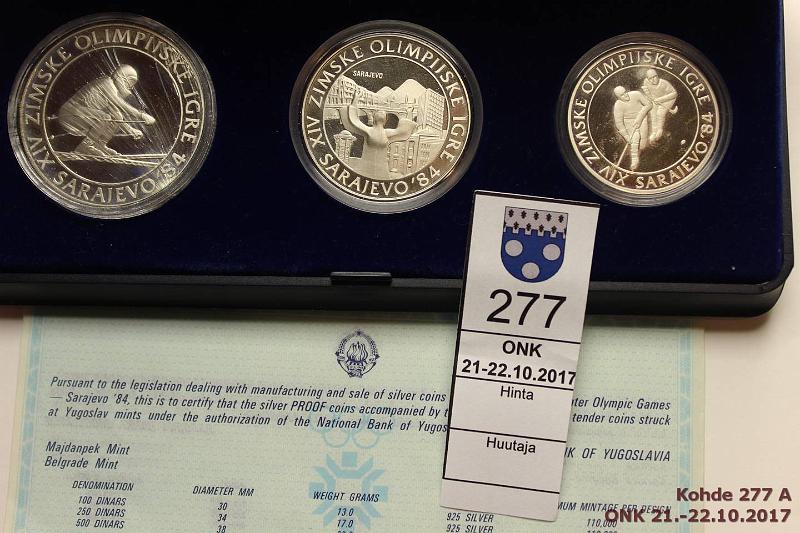 XIV ZIMSKE OLIMPIJSKE IGRE
SARAJEVO '84
SARAJEVO
XIV ZIMSKE OLIMPIJSKE IGRE
SARAJEVO '84
ZIMSKE OLIMPIJSKE IGRE
XIV SARAJEVO '84
277
ONK
21-22.10.2017
Hinta
Huutaja
Pursuant to the legislation dealing with manufacturing and sale of silver coins Olympic Games
— Sarajevo '84, this is to certify that the silver PROOF coins accompanied by tender coins struck
at Yugoslav mints under the authorization of the National Bank of
Majdanpek Mint
Belgrade Mint
OF YUGOSLAVIA
DENOMINATION DIAMETER MM WEIGHT GRAMS MINTAGE PER DESIGN
100 DINARS 30 13.0 925 SILVER 110,000
250 DINARS 34 17.0 925 SILVER
500 DINARS 38
Kohde 277 A
ONK 21.-22.10.2017